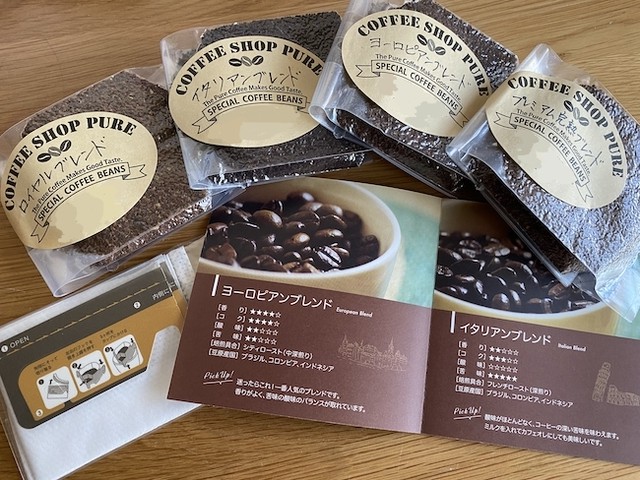 COFFEE SHOP PURE
ロイヤルブレンド
The Pure Coffee Makes Good Taste.
SPECIAL COFFEE BEANS
COFFEE SHOP PURE
イタリアンブレンド
The Pure Coffee Makes Good Taste.
SPECIAL COFFEE BEANS
COFFEE SHOP PURE
ヨーロピアンブレンド
The Pure Coffee Makes Good Taste.
SPECIAL COFFEE BEANS
COFFEE SHOP PURE
ブレンド
The Pure Coffee Makes Good Taste.
SPECIAL COFFEE BEANS
① OPEN
②
③
ヨーロピアンブレンド European Blend
[香 り] ★★★★☆
[コ ク] ★★★★☆
[酸 味] ★★☆☆☆
[苦 味] ★★☆☆☆
[焙煎具合] シティロースト(中深煎り)
[豆原産国] ブラジル、コロンビア、インドネシア
Pick Up!
迷ったらこれ!一番人気のブレンドです。
香りがよく、苦味の酸味のバランスが取れています。
イタリアンブレンド Italian Blend
[香 り] ★★☆☆☆
[コ ク] ★★★★☆
[酸 味] ★☆☆☆☆
[苦 味] ★★★★★
[焙煎具合] フレンチロースト(深煎り)
[豆原産国] ブラジル、コロンビア、インドネシア
Pick Up!
酸味がほとんどなく、コーヒーの深い苦味を味わえます。
ミルクを入れてカフェオレにしても美味しいです。